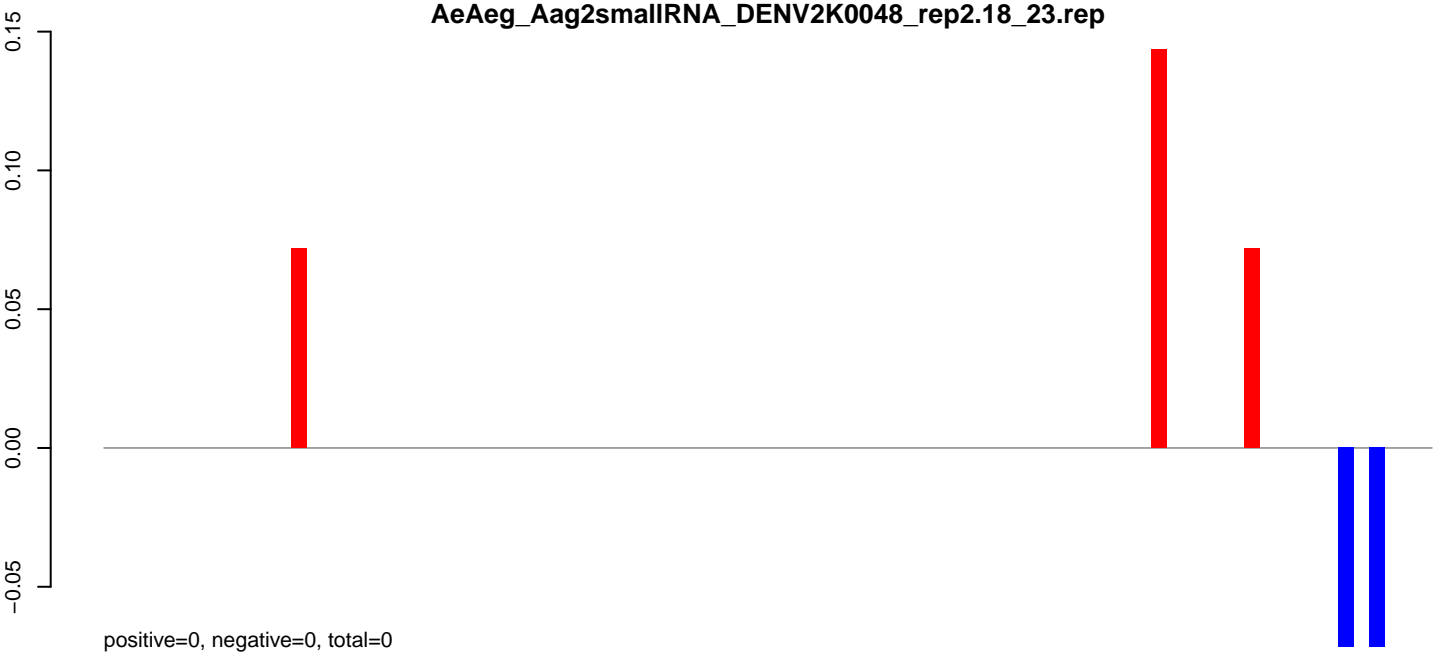 AeAeg_Aag2smallRNA_DENV2K0048_rep2.18_23.rep
0.15
0.10
0.05
0.00
−0.05
positive=0, negative=0, total=0